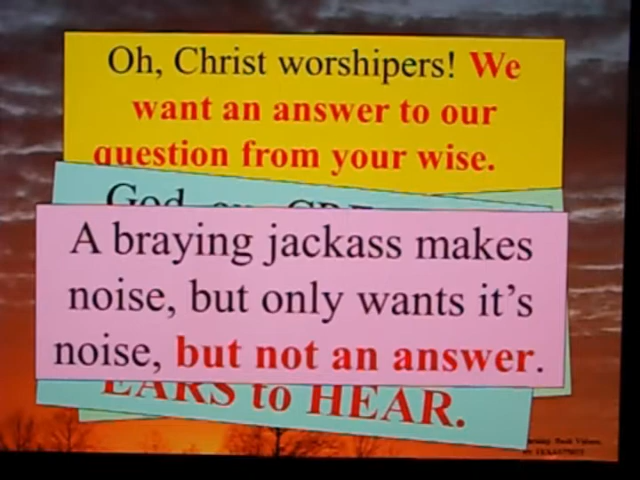 Oh, Christ worshipers! We
want an answer to our
question from your wise.
God
A braying jackass makes
noise, but only wants it's
noise, but not an answer.
EARS to HEAR.